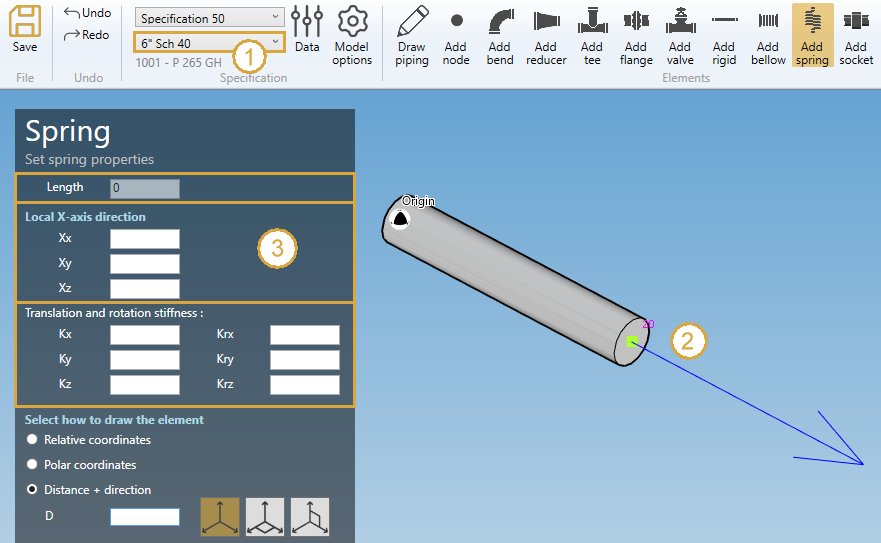 Save
File
Undo
Redo
Undo
Specification 50
6" Sch 40
1001 - P 265 GH
1
Data
Model options
Specification
Draw piping
Add node
Add bend
Add reducer
Add tee
Add flange
Add valve
Add rigid
Add bellow
Add spring
Add socket
Elements
Spring
Set spring properties
Length 0
Local X-axis direction
Xx
Xy
Xz
3
Translation and rotation stiffness :
Kx Krx
Ky Kry
Kz Krz
Select how to draw the element
Relative coordinates
Polar coordinates
Distance + direction
D
Origin
20
2